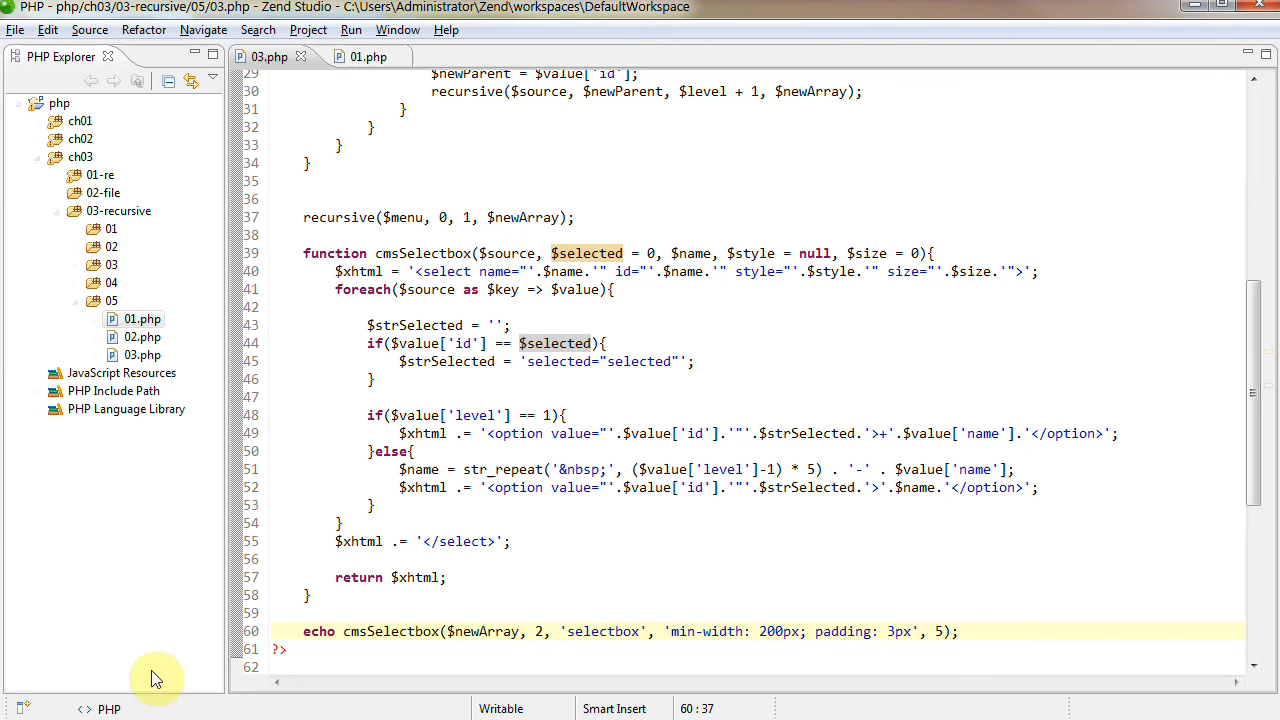 PHP - php/ch03/03-recursive/05/03.php - Zend Studio - C:\Users\Administrator\Zend\workspaces\DefaultWorkspace
File Edit Source Refactor Navigate Search Project Run Window Help
PHP Explorer
php
ch01
ch02
ch03
01-re
02-file
03-recursive
01
02
03
04
05
01.php
02.php
03.php
JavaScript Resources
PHP Include Path
PHP Language Library
03.php 01.php
29 $newParent = $value['id'];
30 recursive($source, $newParent, $level + 1, $newArray);
31 }
32 }
33 }
34 }
35
36
37 recursive($menu, 0, 1, $newArray);
38
39 function cmsSelectbox($source, $selected = 0, $name, $style = null, $size = 0){
40 $xhtml = '<select name="'.$name.'" id="'.$name.'" style="'.$style.'" size="'.$size.'">';
41 foreach($source as $key => $value){
42
43 $strSelected = '';
44 if($value['id'] == $selected){
45 $strSelected = 'selected="selected"';
46 }
47
48 if($value['level'] == 1){
49 $xhtml .= '<option value="'.$value['id'].'"'.$strSelected.'>+'.$value['name'].'</option>';
50 }else{
51 $name = str_repeat('&nbsp;', ($value['level']-1) * 5) . '-' . $value['name'];
52 $xhtml .= '<option value="'.$value['id'].'"'.$strSelected.'>'.$name.'</option>';
53 }
54 }
55 $xhtml .= '</select>';
56
57 return $xhtml;
58 }
59
60 echo cmsSelectbox($newArray, 2, 'selectbox', 'min-width: 200px; padding: 3px', 5);
61 ?>
62
PHP Writable Smart Insert 60 : 37